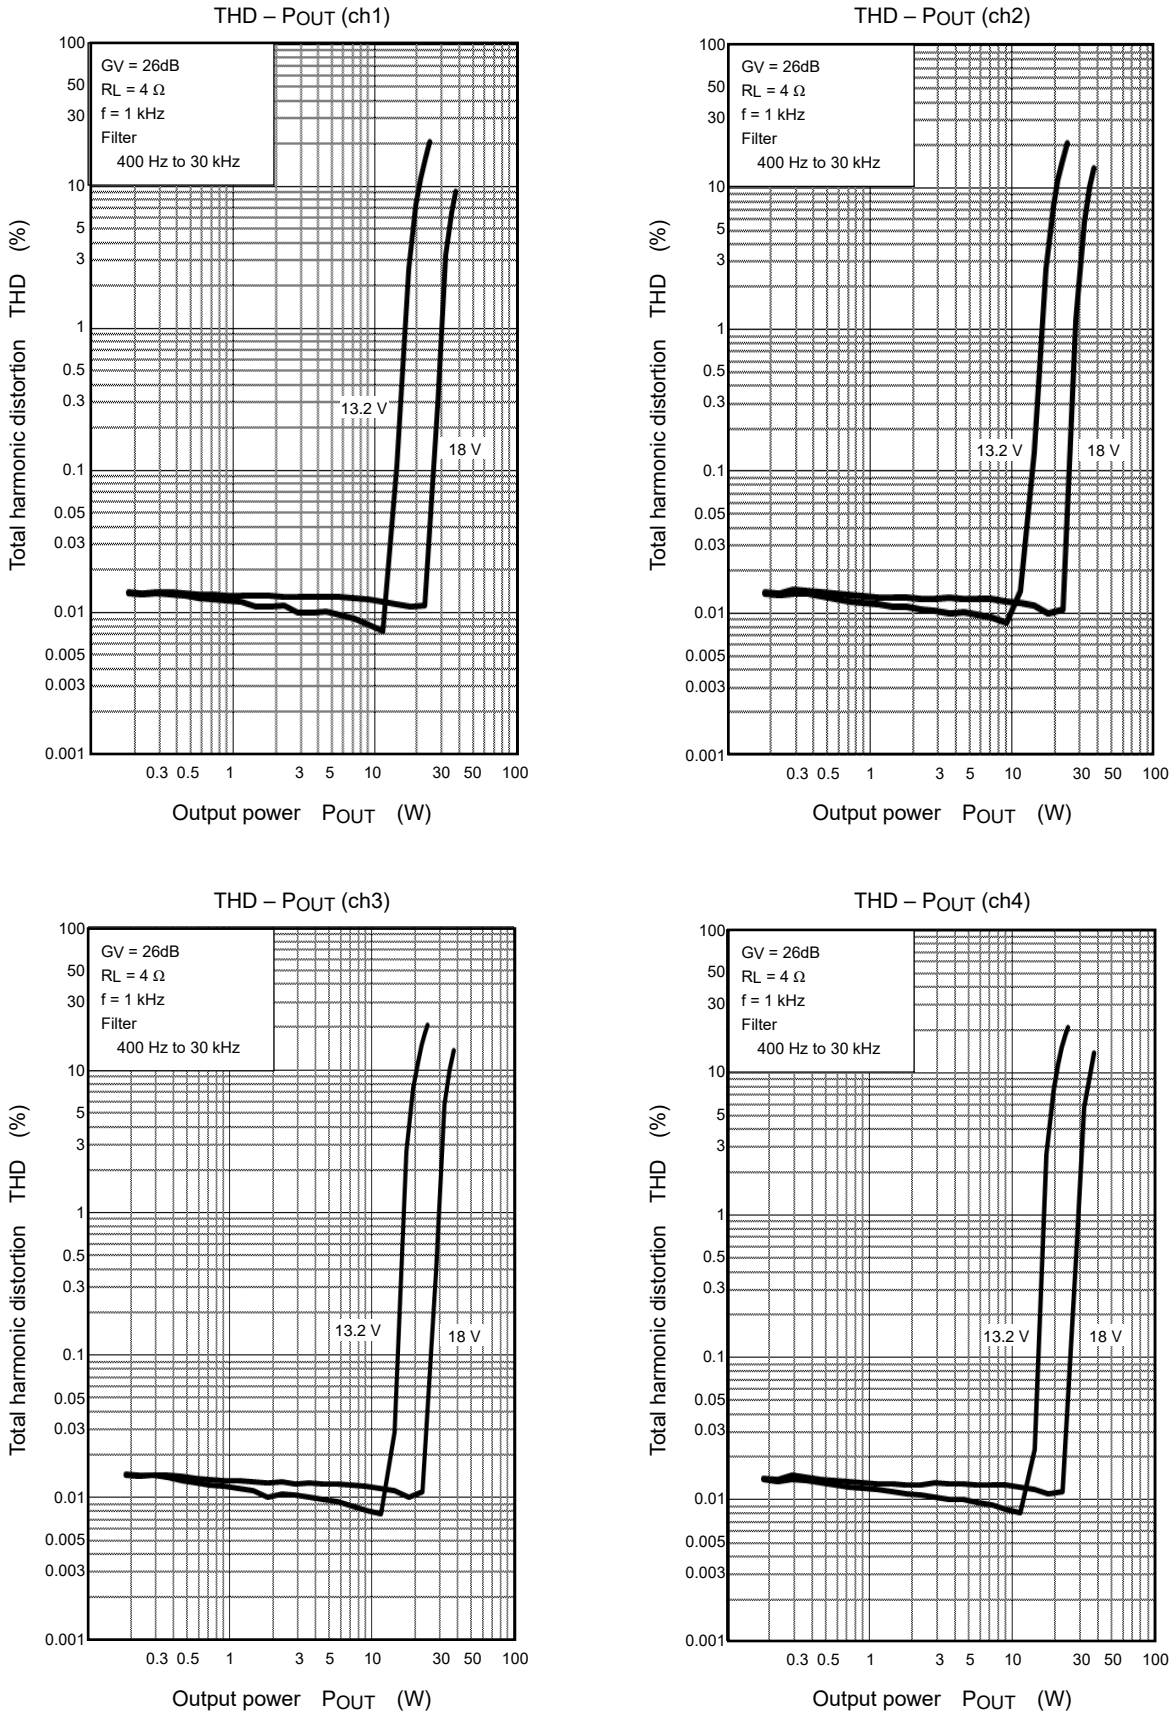 THD – POUT (ch1)
100
50
30
10
5
3
1
0.5
0.3
0.1
0.05
0.03
0.01
0.005
0.003
0.001
Total harmonic distortion THD (%)
GV = 26dB
RL = 4 Ω
f = 1 kHz
Filter
400 Hz to 30 kHz
13.2 V
18 V
0.3 0.5 1 3 5 10 30 50 100
Output power POUT (W)
THD – POUT (ch2)
100
50
30
10
5
3
1
0.5
0.3
0.1
0.05
0.03
0.01
0.005
0.003
0.001
Total harmonic distortion THD (%)
GV = 26dB
RL = 4 Ω
f = 1 kHz
Filter
400 Hz to 30 kHz
13.2 V
18 V
0.3 0.5 1 3 5 10 30 50 100
Output power POUT (W)
THD – POUT (ch3)
100
50
30
10
5
3
1
0.5
0.3
0.1
0.05
0.03
0.01
0.005
0.003
0.001
Total harmonic distortion THD (%)
GV = 26dB
RL = 4 Ω
f = 1 kHz
Filter
400 Hz to 30 kHz
13.2 V
18 V
0.3 0.5 1 3 5 10 30 50 100
Output power POUT (W)
THD – POUT (ch4)
100
50
30
10
5
3
1
0.5
0.3
0.1
0.05
0.03
0.01
0.005
0.003
0.001
Total harmonic distortion THD (%)
GV = 26dB
RL = 4 Ω
f = 1 kHz
Filter
400 Hz to 30 kHz
13.2 V
18 V
0.3 0.5 1 3 5 10 30 50 100
Output power POUT (W)